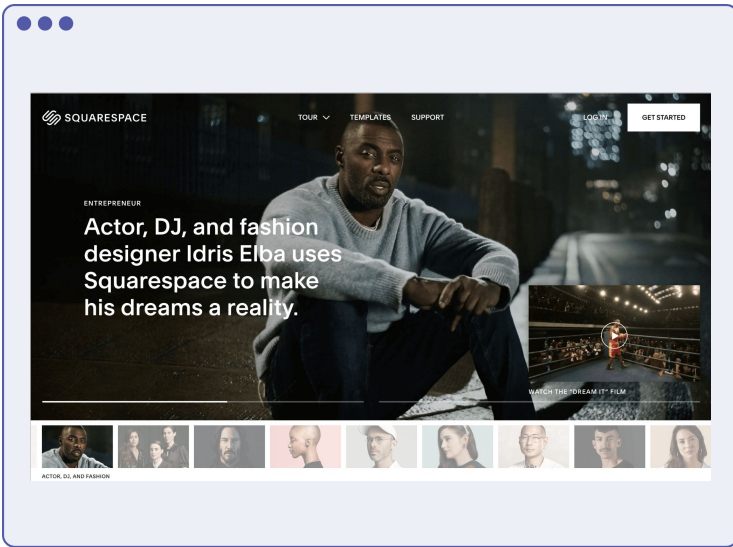 SQUARESPACE
TOUR
TEMPLATES
SUPPORT
LOG IN
GET STARTED
ENTREPRENEUR
Actor, DJ, and fashion
designer Idris Elba uses
Squarespace to make
his dreams a reality.
WATCH THE "DREAM IT" FILM
ACTOR, DJ, AND FASHION